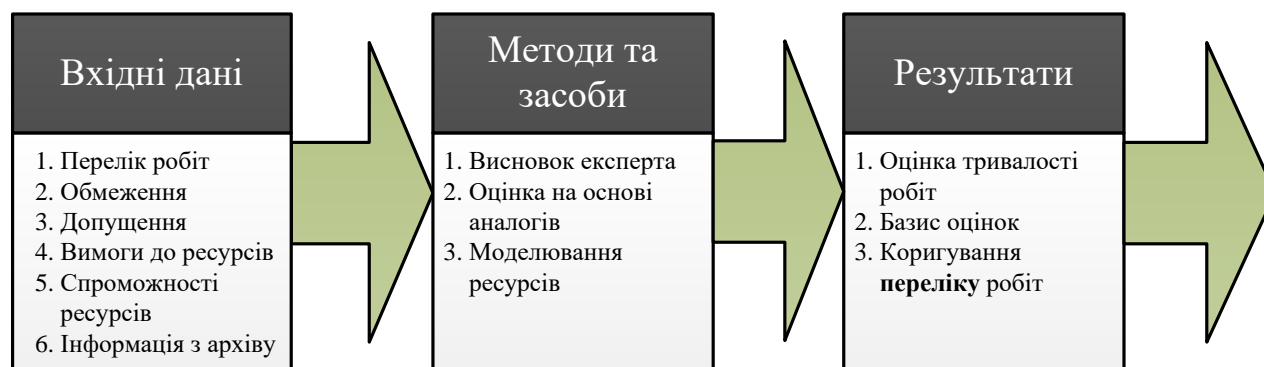 Вхідні дані
1. Перелік робіт
2. Обмеження
3. Допущення
4. Вимоги до ресурсів
5. Спроможності
ресурсів
6. Інформація з архіву
Методи та
засоби
1. Висновок експерта
2. Оцінка на основі
аналогів
3. Моделювання
ресурсів
Результати
1. Оцінка тривалості
робіт
2. Базис оцінок
3. Коригування
переліку робіт